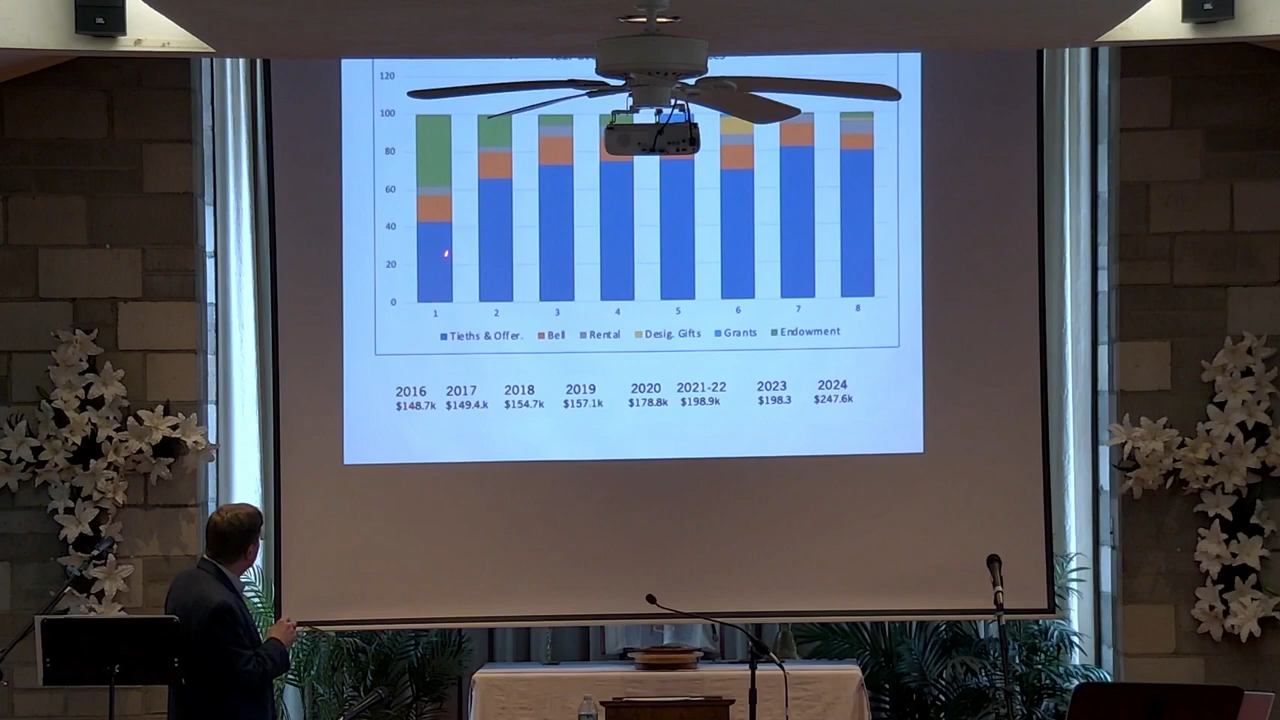 120
100
80
60
40
20
0
1 2 3 4 5 6 7 8
Tieths & Offer. Bell Rental Desig. Gifts Grants Endowment
2016 2017 2018 2019 2020 2021-22 2023 2024
$148.7k $149.4.k $154.7k $157.1k $178.8k $198.9k $198.3 $247.6k